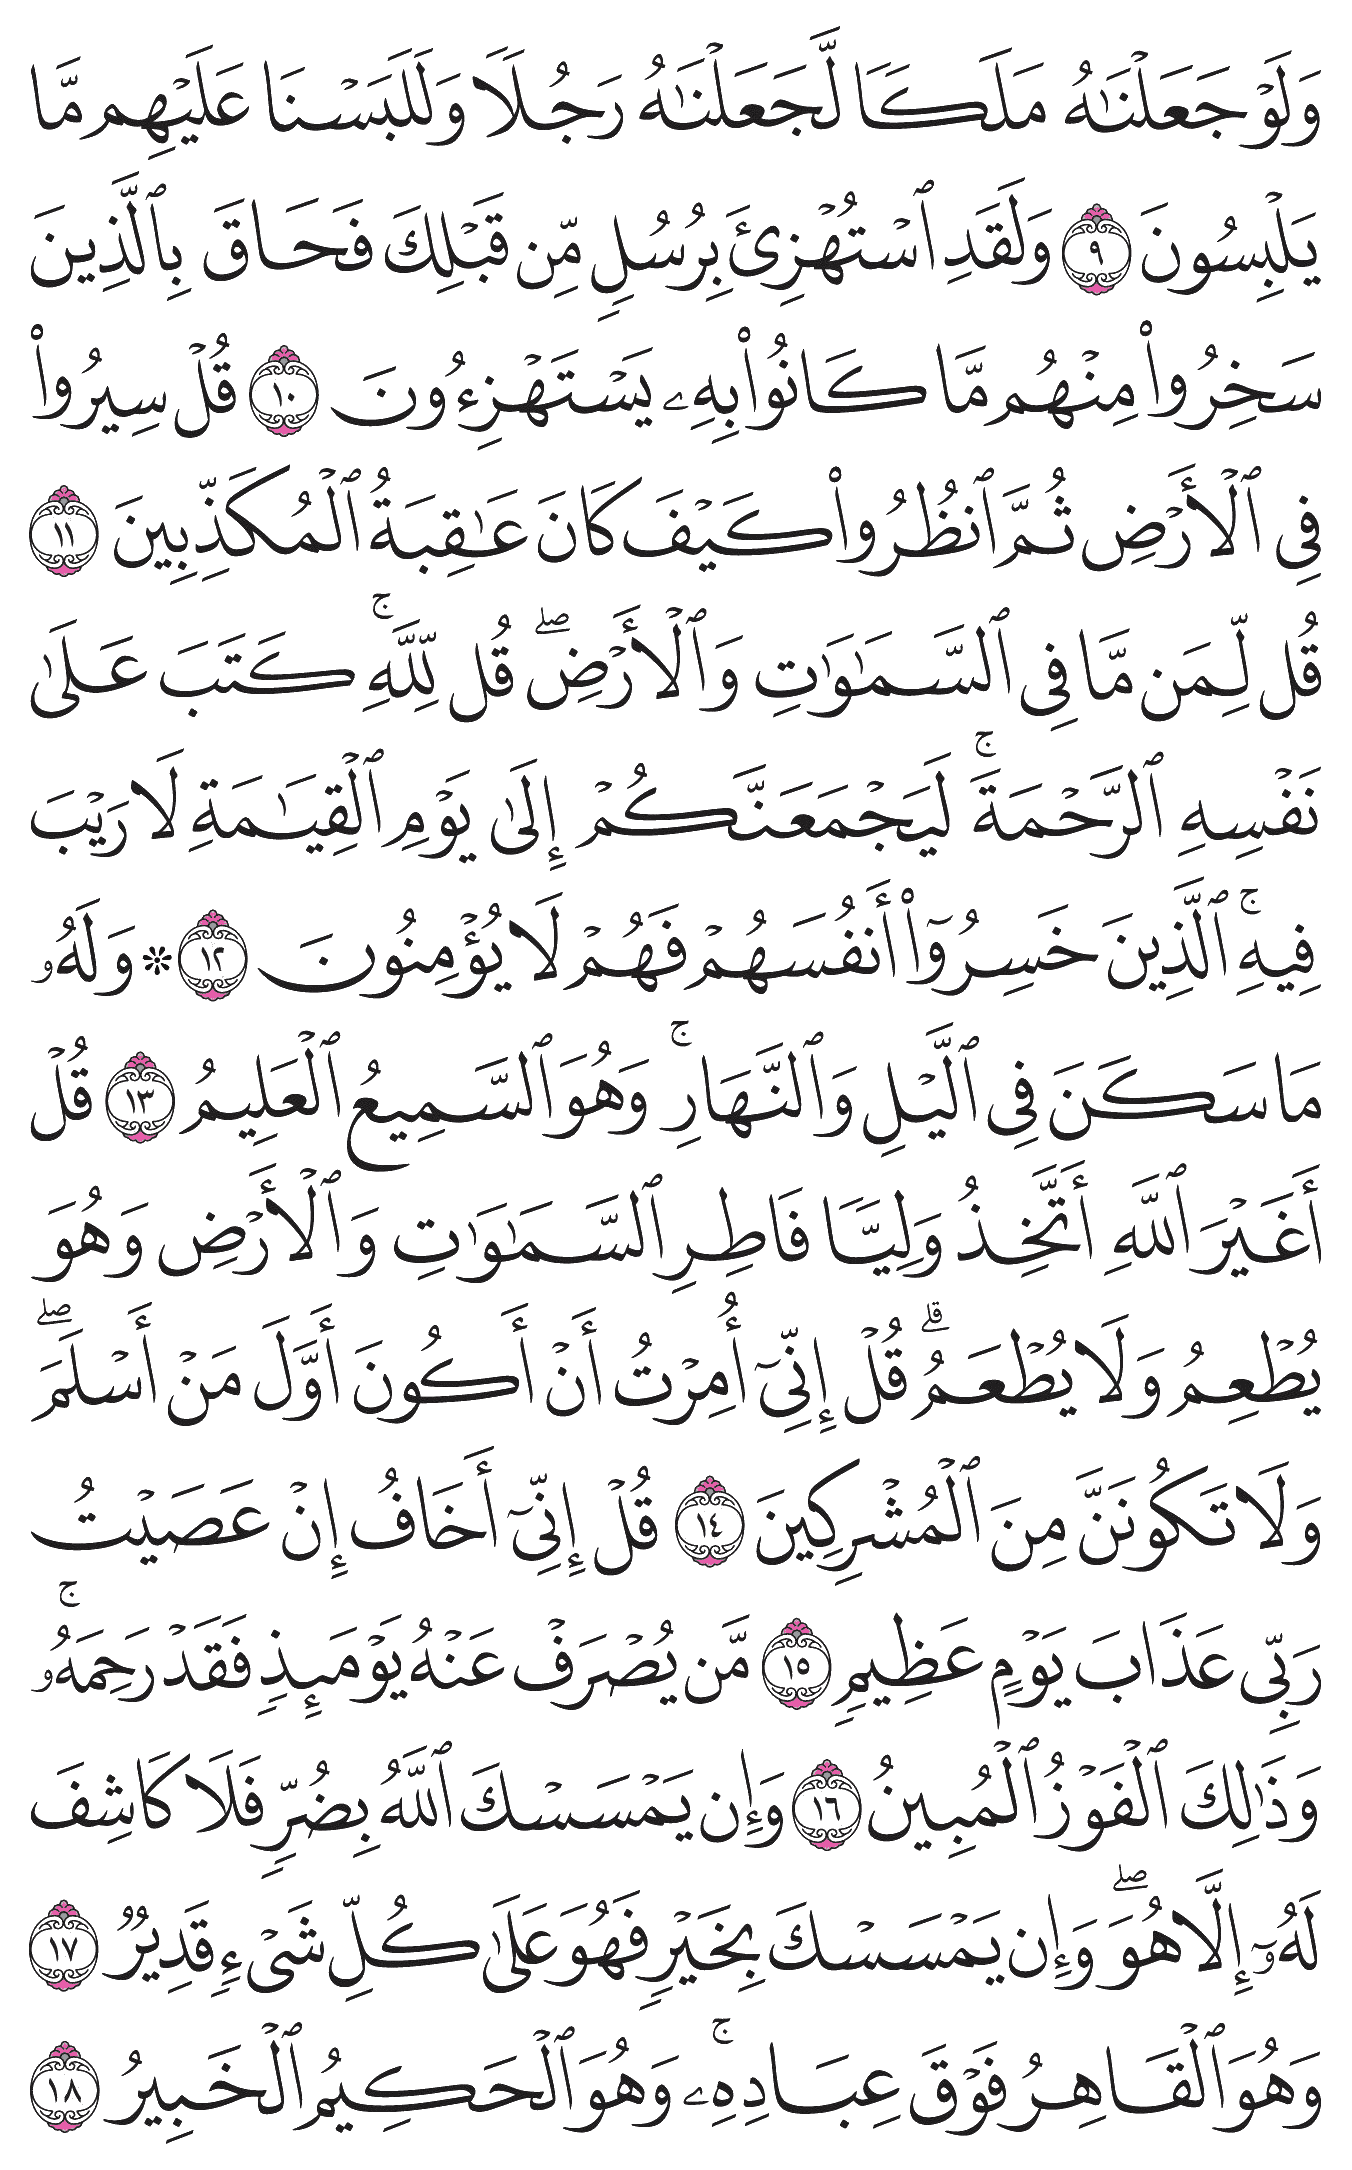 وَلَوۡ جَعَلۡنَٰهُ مَلَكٗا لَّجَعَلۡنَٰهُ رَجُلٗا وَلَلَبَسۡنَا عَلَيۡهِم مَّا
يَلۡبِسُونَ ٩ وَلَقَدِ ٱسۡتُهۡزِئَ بِرُسُلٖ مِّن قَبۡلِكَ فَحَاقَ بِٱلَّذِينَ
سَخِرُواْ مِنۡهُم مَّا كَانُواْ بِهِۦ يَسۡتَهۡزِءُونَ ١٠ قُلۡ سِيرُواْ
فِي ٱلۡأَرۡضِ ثُمَّ ٱنظُرُواْ كَيۡفَ كَانَ عَٰقِبَةُ ٱلۡمُكَذِّبِينَ ١١
قُل لِّمَن مَّا فِي ٱلسَّمَٰوَٰتِ وَٱلۡأَرۡضِۖ قُل لِّلَّهِۚ كَتَبَ عَلَىٰ
نَفۡسِهِ ٱلرَّحۡمَةَۚ لَيَجۡمَعَنَّكُمۡ إِلَىٰ يَوۡمِ ٱلۡقِيَٰمَةِ لَا رَيۡبَ
فِيهِۚ ٱلَّذِينَ خَسِرُوٓاْ أَنفُسَهُمۡ فَهُمۡ لَا يُؤۡمِنُونَ ١٢ ۞ وَلَهُۥ
مَا سَكَنَ فِي ٱلَّيۡلِ وَٱلنَّهَارِۚ وَهُوَ ٱلسَّمِيعُ ٱلۡعَلِيمُ ١٣ قُلۡ
أَغَيۡرَ ٱللَّهِ أَتَّخِذُ وَلِيّٗا فَاطِرِ ٱلسَّمَٰوَٰتِ وَٱلۡأَرۡضِ وَهُوَ
يُطۡعِمُ وَلَا يُطۡعَمُۗ قُلۡ إِنِّيٓ أُمِرۡتُ أَنۡ أَكُونَ أَوَّلَ مَنۡ أَسۡلَمَۖ
وَلَا تَكُونَنَّ مِنَ ٱلۡمُشۡرِكِينَ ١٤ قُلۡ إِنِّيٓ أَخَافُ إِنۡ عَصَيۡتُ
رَبِّي عَذَابَ يَوۡمٍ عَظِيمٖ ١٥ مَّن يُصۡرَفۡ عَنۡهُ يَوۡمَئِذٖ فَقَدۡ رَحِمَهُۥۚ
وَذَٰلِكَ ٱلۡفَوۡزُ ٱلۡمُبِينُ ١٦ وَإِن يَمۡسَسۡكَ ٱللَّهُ بِضُرّٖ فَلَا كَاشِفَ
لَهُۥٓ إِلَّا هُوَۖ وَإِن يَمۡسَسۡكَ بِخَيۡرٖ فَهُوَ عَلَىٰ كُلِّ شَيۡءٖ قَدِيرٞ ١٧
وَهُوَ ٱلۡقَاهِرُ فَوۡقَ عِبَادِهِۦۚ وَهُوَ ٱلۡحَكِيمُ ٱلۡخَبِيرُ ١٨